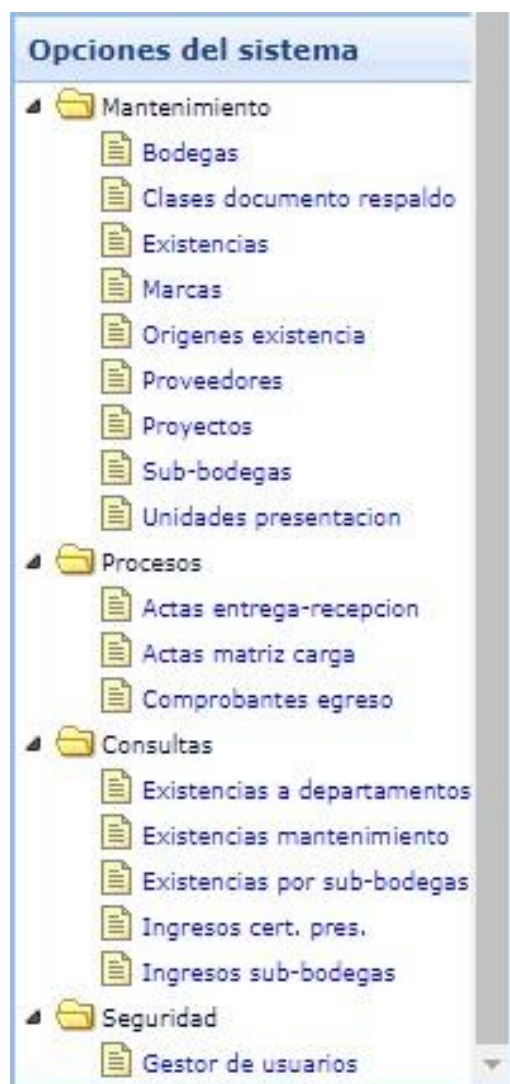 Opciones del sistema
Mantenimiento
Bodegas
Clases documento respaldo
Existencias
Marcas
Origenes existencia
Proveedores
Proyectos
Sub-bodegas
Unidades presentacion
Procesos
Actas entrega-recepcion
Actas matriz carga
Comprobantes egreso
Consultas
Existencias a departamentos
Existencias mantenimiento
Existencias por sub-bodegas
Ingresos cert. pres.
Ingresos sub-bodegas
Seguridad
Gestor de usuarios